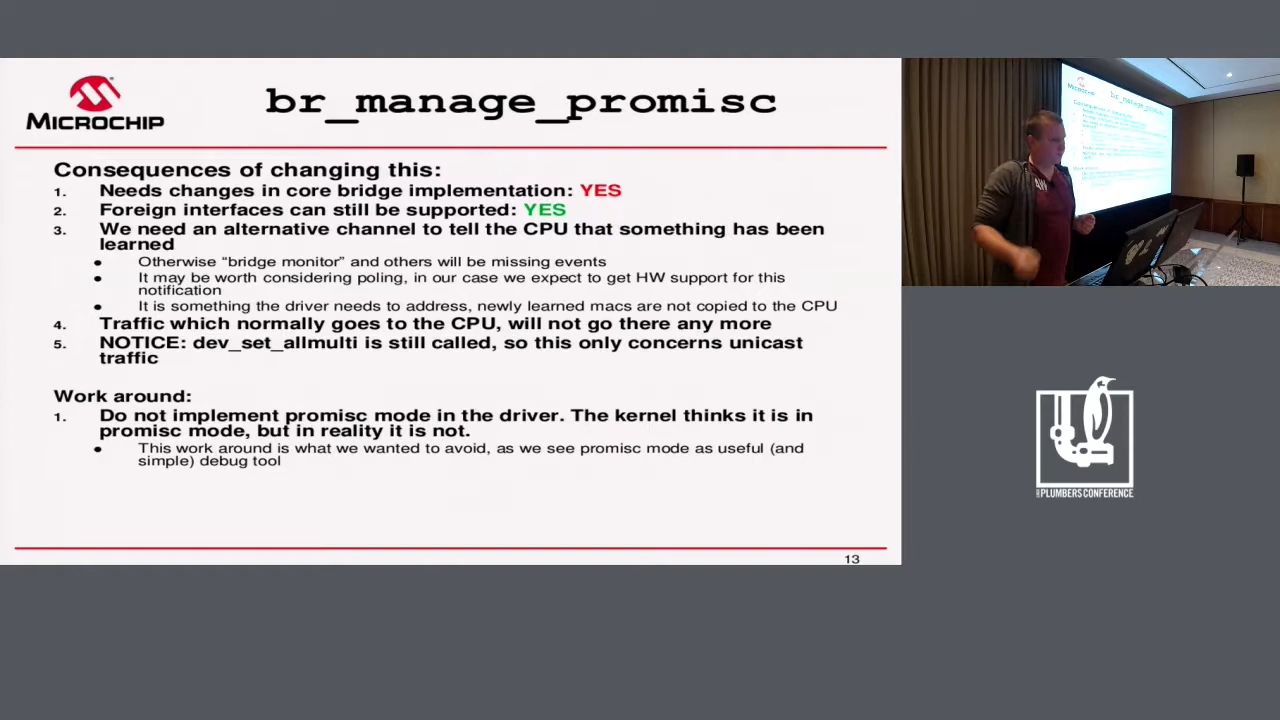 MICROCHIP
br_manage_promisc
Consequences of changing this:
1. Needs changes in core bridge implementation: YES
2. Foreign interfaces can still be supported: YES
3. We need an alternative channel to tell the CPU that something has been
learned
● Otherwise “bridge monitor” and others will be missing events
● It may be worth considering poling, in our case we expect to get HW support for this
notification
● It is something the driver needs to address, newly learned macs are not copied to the CPU
4. Traffic which normally goes to the CPU, will not go there any more
5. NOTICE: dev_set_allmulti is still called, so this only concerns unicast
traffic
Work around:
1. Do not implement promisc mode in the driver. The kernel thinks it is in
promisc mode, but in reality it is not.
● This work around is what we wanted to avoid, as we see promisc mode as useful (and
simple) debug tool
13
MICROCHIP
br_manage_promisc
PLUMBERS CONFERENCE